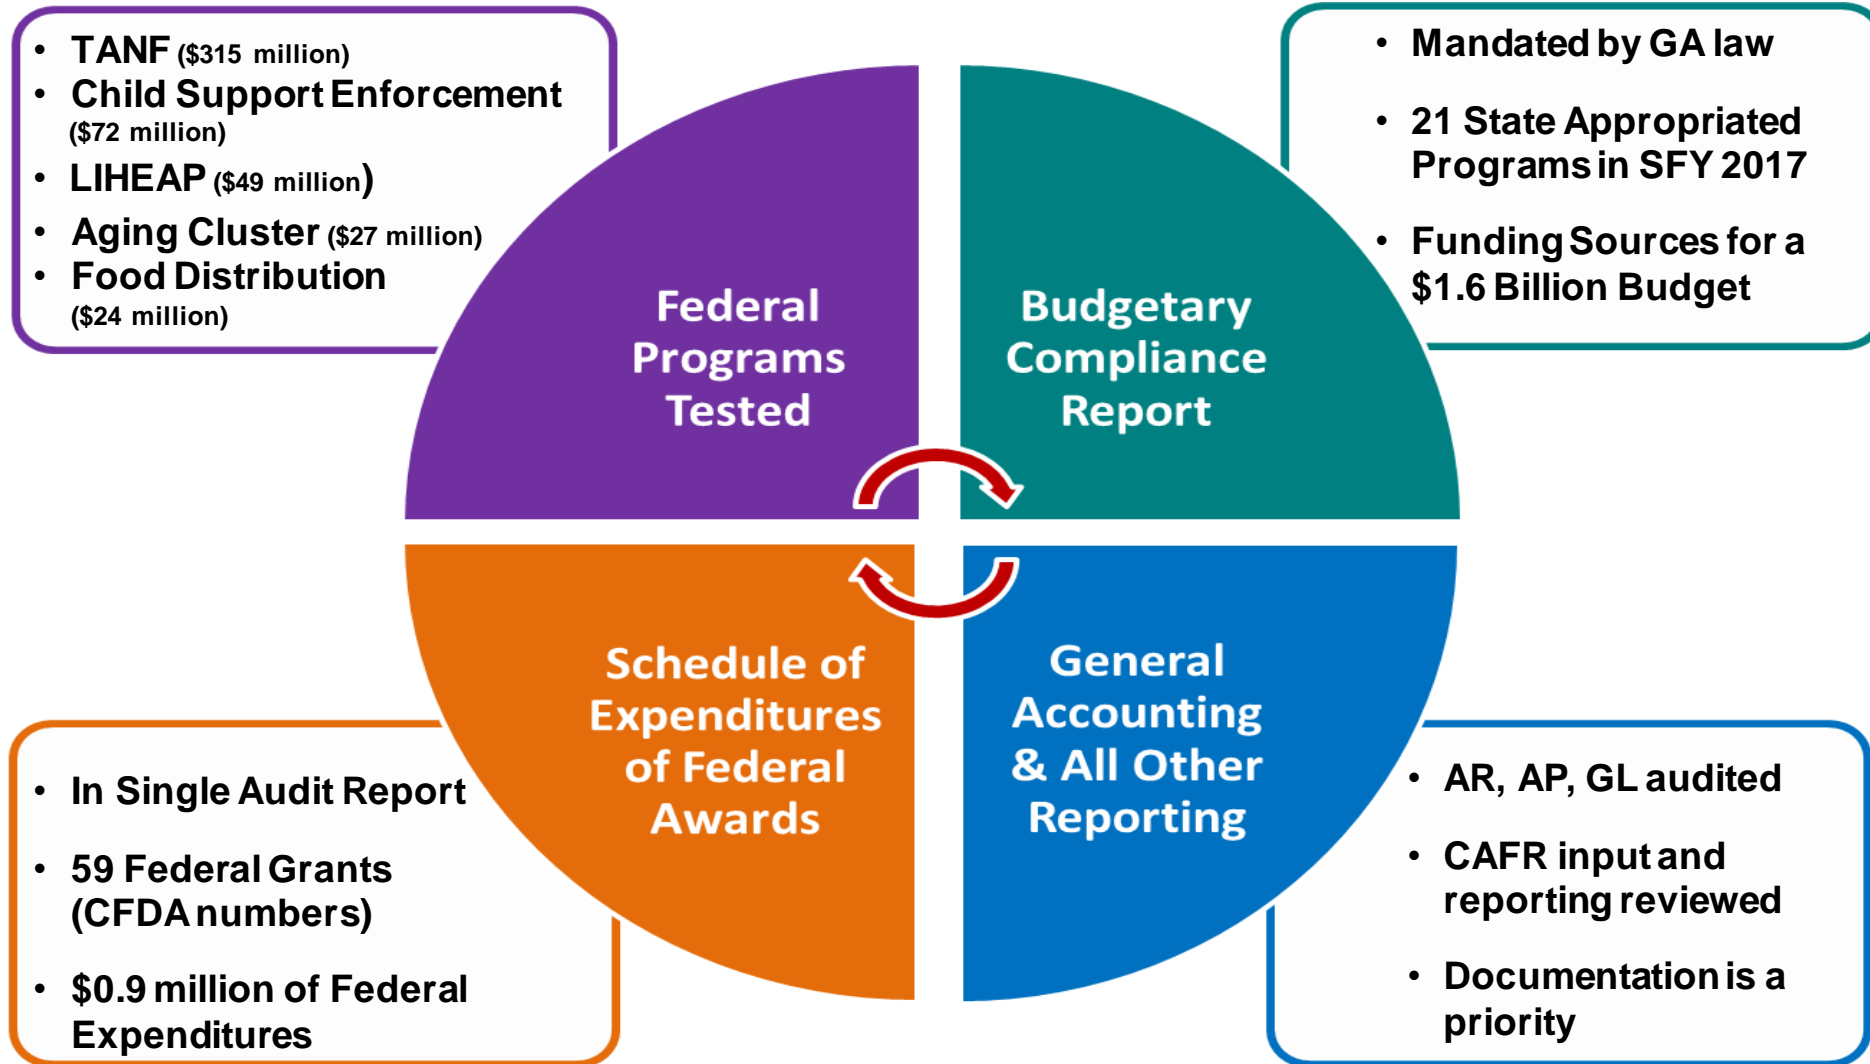 • TANF ($315 million)
• Child Support Enforcement
($72 million)
• LIHEAP ($49 million)
• Aging Cluster ($27 million)
• Food Distribution
($24 million)
Federal
Programs
Tested
• Mandated by GA law
• 21 State Appropriated
Programs in SFY 2017
• Funding Sources for a
$1.6 Billion Budget
Budgetary
Compliance
Report
• In Single Audit Report
• 59 Federal Grants
(CFDA numbers)
• $0.9 million of Federal
Expenditures
Schedule of
Expenditures
of Federal
Awards
General
Accounting
& All Other
Reporting
• AR, AP, GL audited
• CAFR input and
reporting reviewed
• Documentation is a
priority